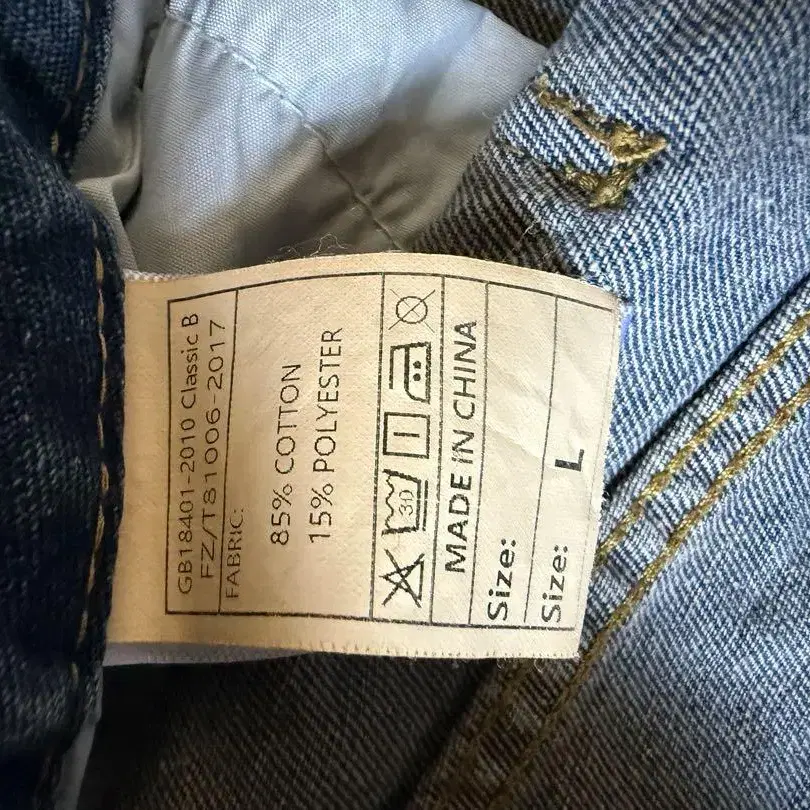 GB18401-2010 Classic B
FZ/T81006-2017
FABRIC:
85% COTTON
15% POLYESTER
30
MADE IN CHINA
Size:
Size: L